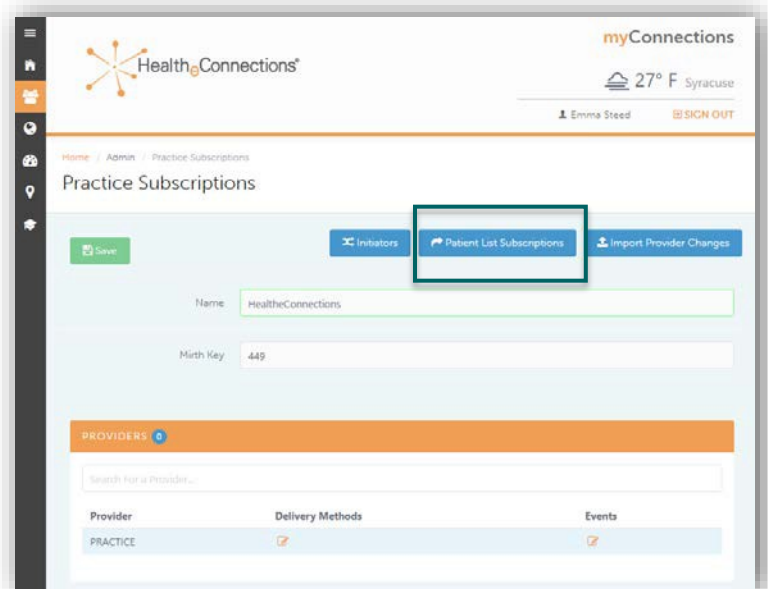 myConnections
HealtheConnections®
27° F Syracuse
Emma Steed SIGN OUT
Home / Admin / Practice Subscriptions
Practice Subscriptions
Save Initiators Patient List Subscriptions Import Provider Changes
Name HealtheConnections
Mirth Key 449
PROVIDERS 0
Search For a Provider...
Provider Delivery Methods Events
PRACTICE